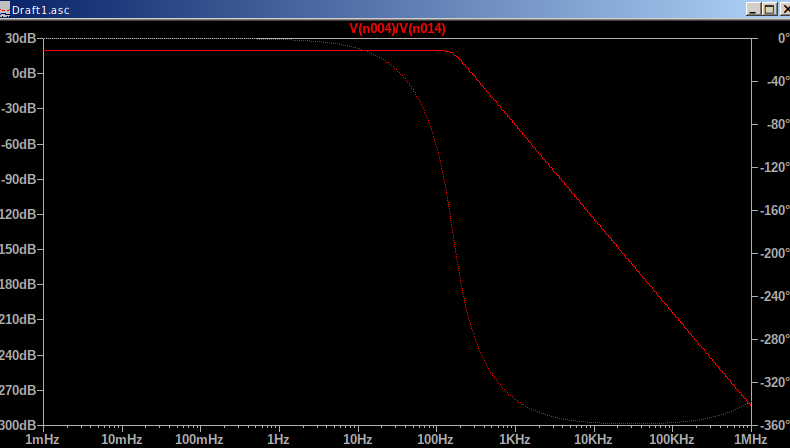 Draft1.asc
V(n004)/V(n014)
30dB 0°
0dB -40°
-30dB -80°
-60dB -120°
-90dB -160°
120dB -200°
150dB -240°
180dB -280°
210dB -320°
240dB -360°
270dB
300dB
1mHz 10mHz 100mHz 1Hz 10Hz 100Hz 1KHz 10KHz 100KHz 1MHz